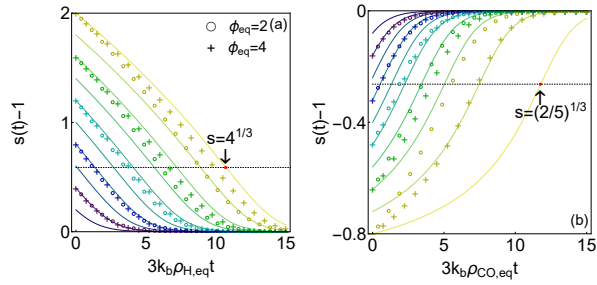 2
ϕeq=2 (a)
ϕeq=4
s(t)−1
1
s=4^1/3
0
0 5 10 15
3kbρH,eqt
0
s(t)−1
-0.4
s=(2/5)^1/3
(b)
-0.8
0 5 10 15
3kbρCO,eqt